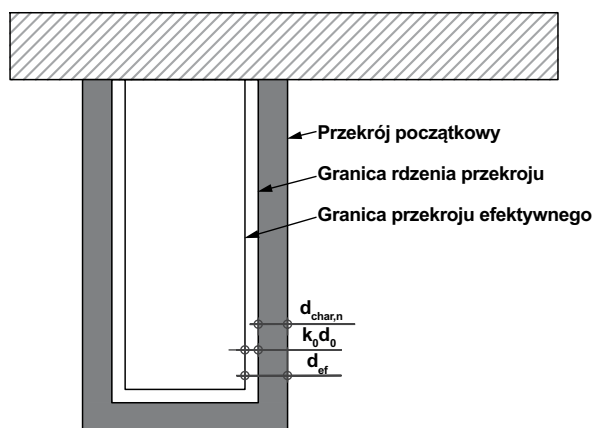 Przekrój początkowy
Granica rdzenia przekroju
Granica przekroju efektywnego
d_char,n
k_0d_0
d_ef